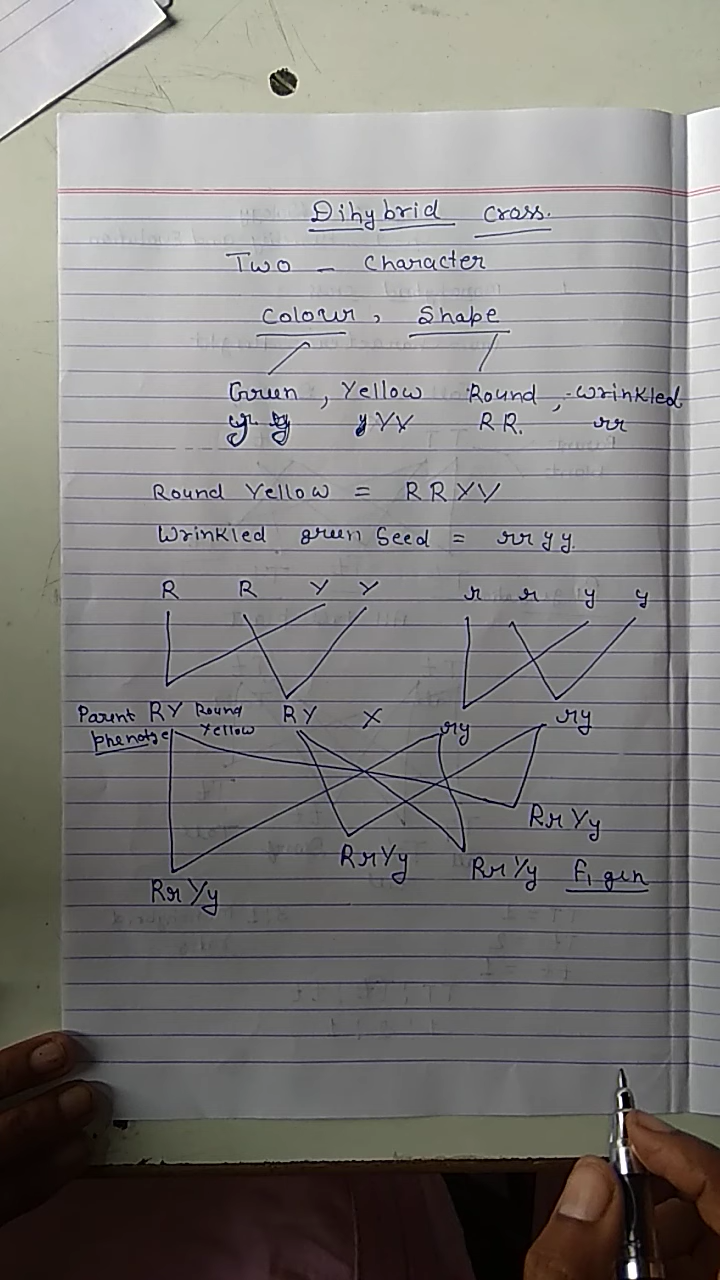 Dihybrid Cross.
Two - Character
Colour, Shape
Green, Yellow Round, Wrinkled
yy YY RR. rr
Round Yellow = RRYY
Wrinkled green Seed = rryy.
R R Y Y r r y y
Parent RY Round RY X ry ry
Yellow
RrYy
RrYy RrYy F1 gen
RrYy